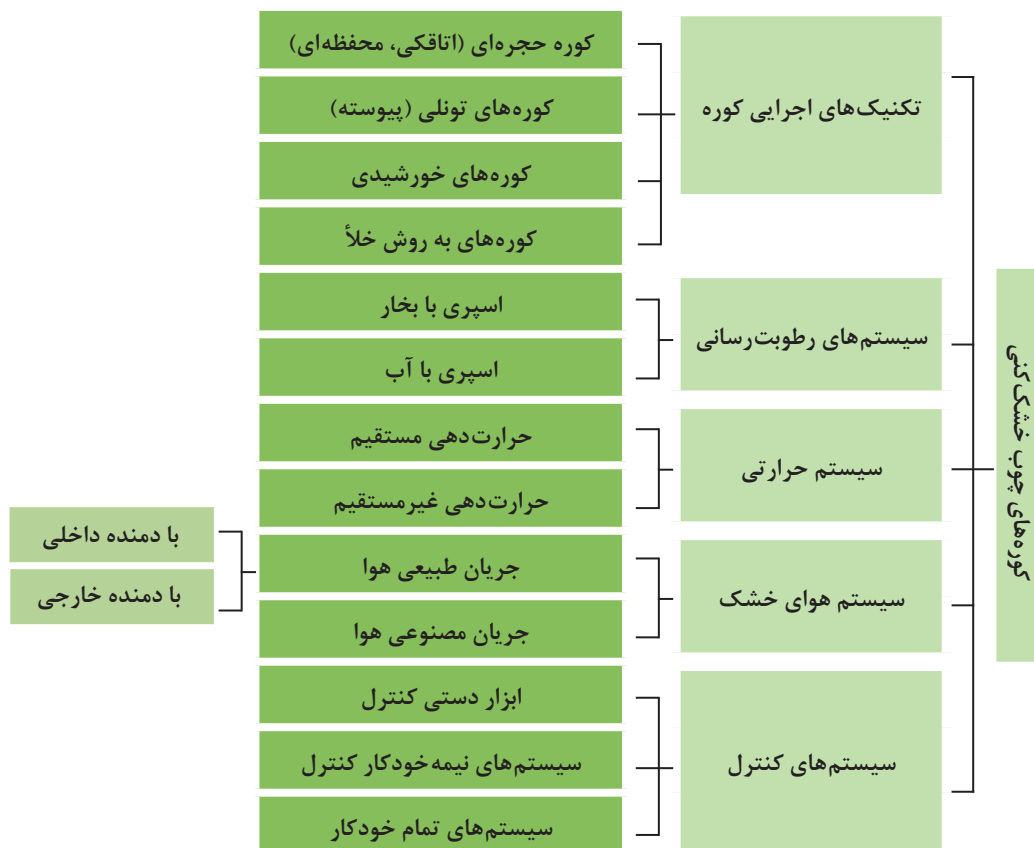 کوره‌های چوب خشک‌کنی
تکنیک‌های اجرایی کوره
کوره حجره‌ای (اتاقکی، محفظه‌ای)
کوره‌های تونلی (پیوسته)
کوره‌های خورشیدی
کوره‌های به روش خلأ
سیستم‌های رطوبت‌رسانی
اسپری با بخار
اسپری با آب
سیستم حرارتی
حرارت‌دهی مستقیم
حرارت‌دهی غیرمستقیم
سیستم هوای خشک
جریان طبیعی هوا
با دمنده داخلی
با دمنده خارجی
جریان مصنوعی هوا
سیستم‌های کنترل
ابزار دستی کنترل
سیستم‌های نیمه‌خودکار کنترل
سیستم‌های تمام خودکار